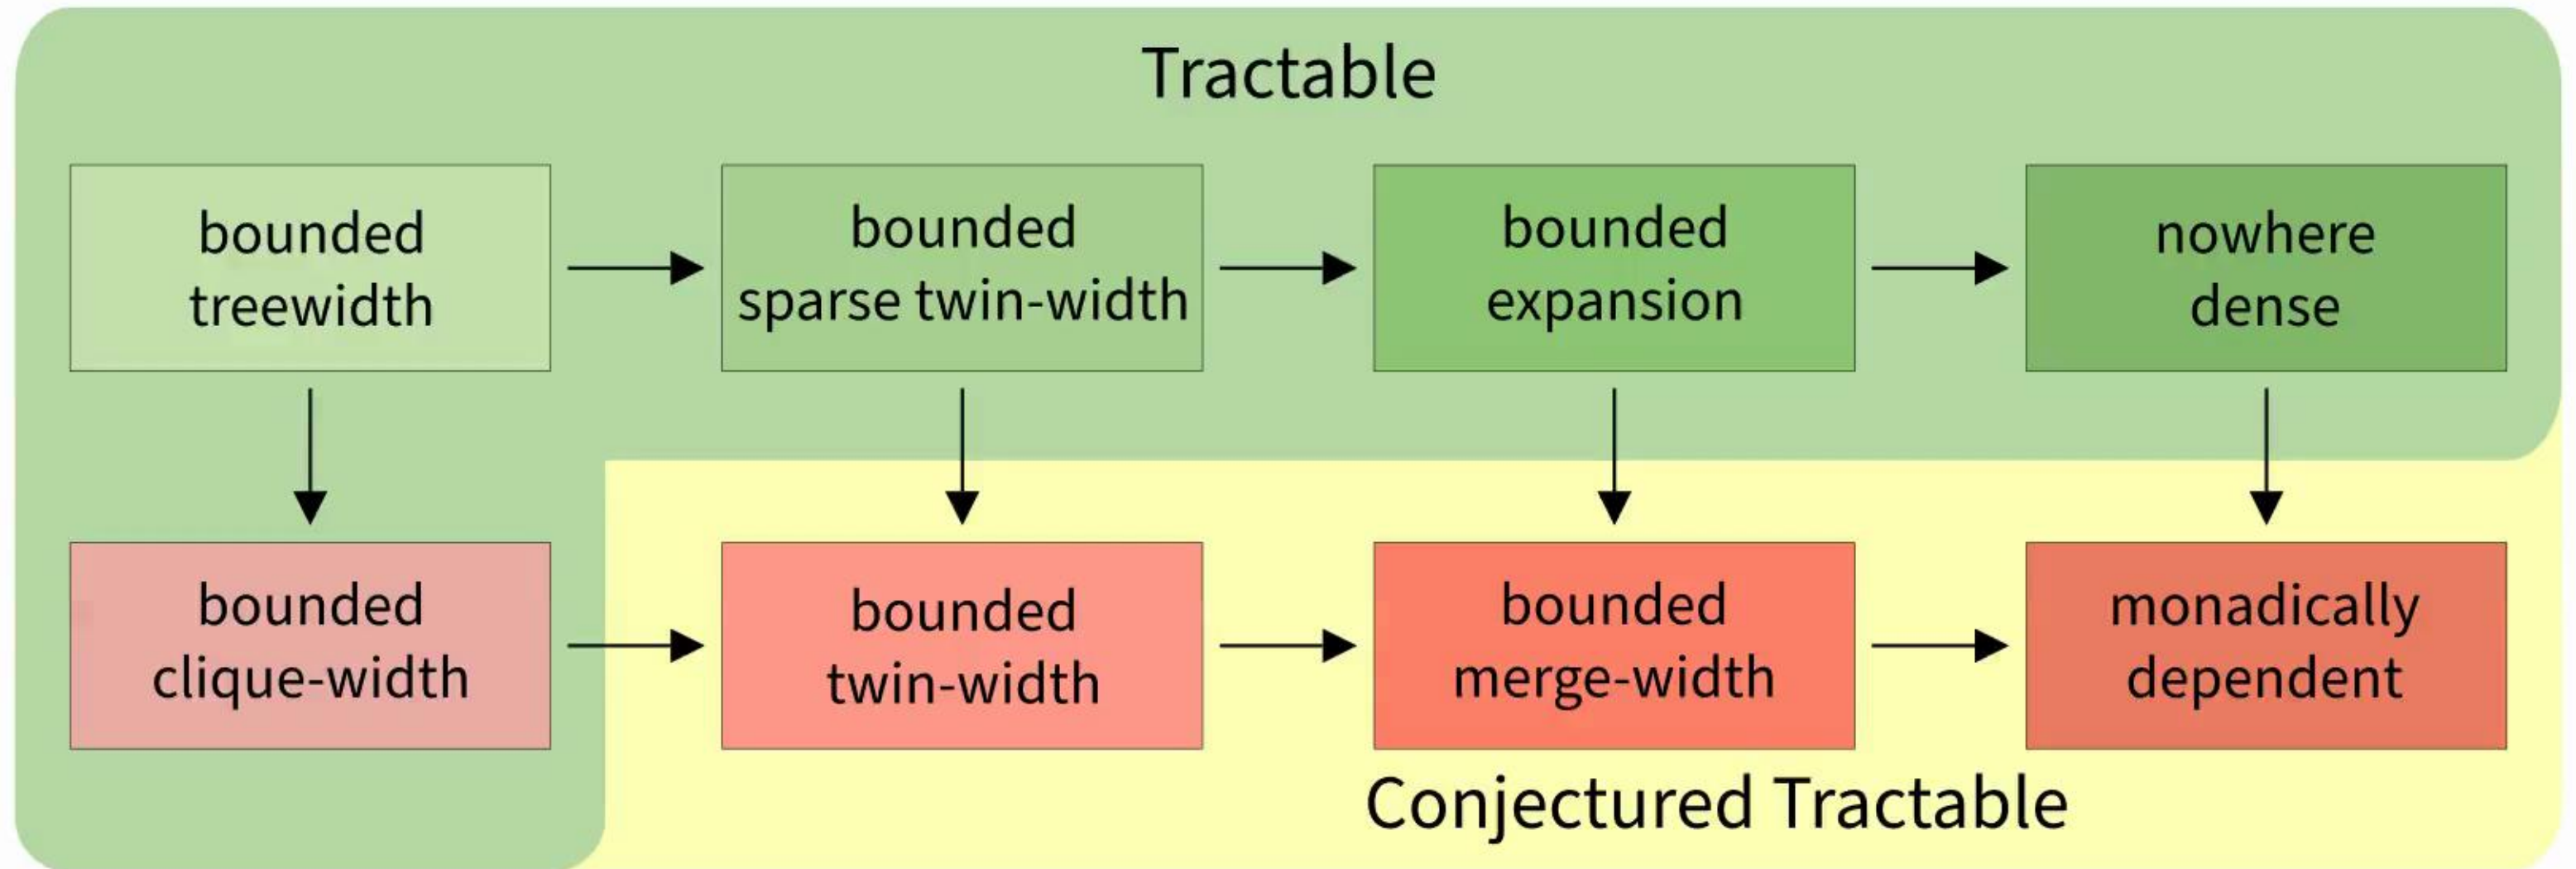 Tractable
bounded
treewidth
bounded
sparse twin-width
bounded
expansion
nowhere
dense
bounded
clique-width
bounded
twin-width
bounded
merge-width
monadically
dependent
Conjectured Tractable